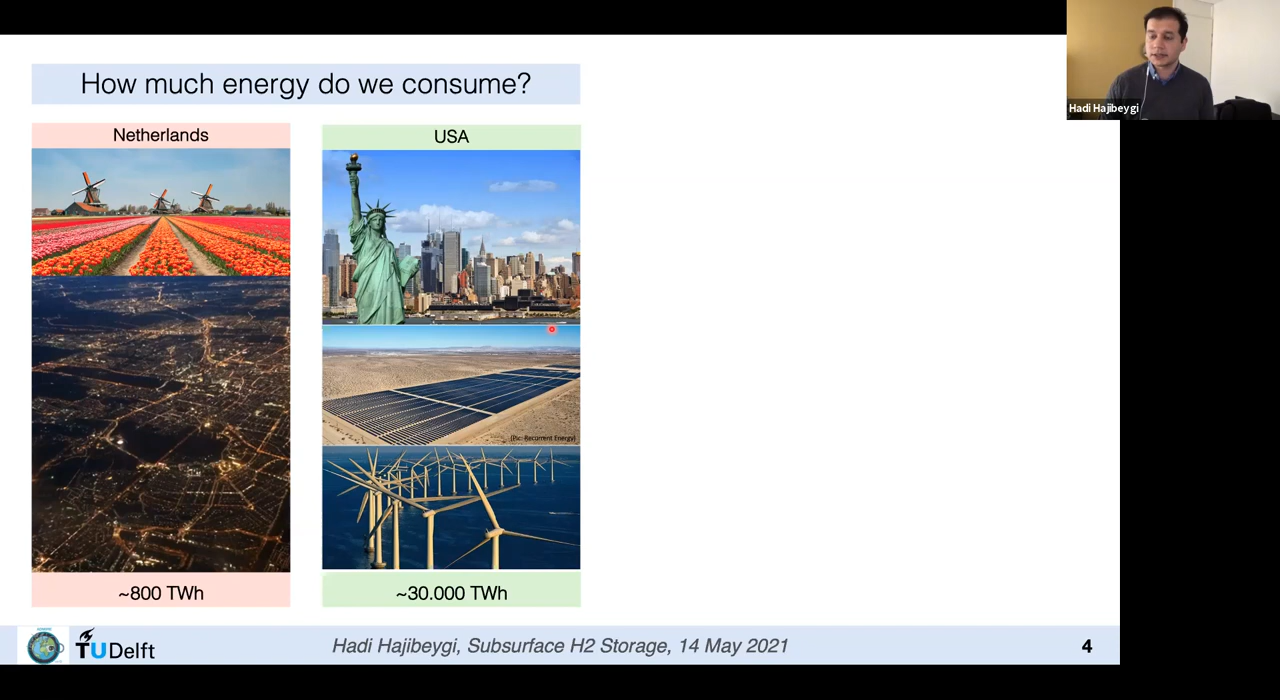 How much energy do we consume?
Netherlands
USA
Hadi Hajibeygi
(Pic: Recurrent Energy)
~800 TWh
~30.000 TWh
TUDelft
Hadi Hajibeygi, Subsurface H2 Storage, 14 May 2021
4